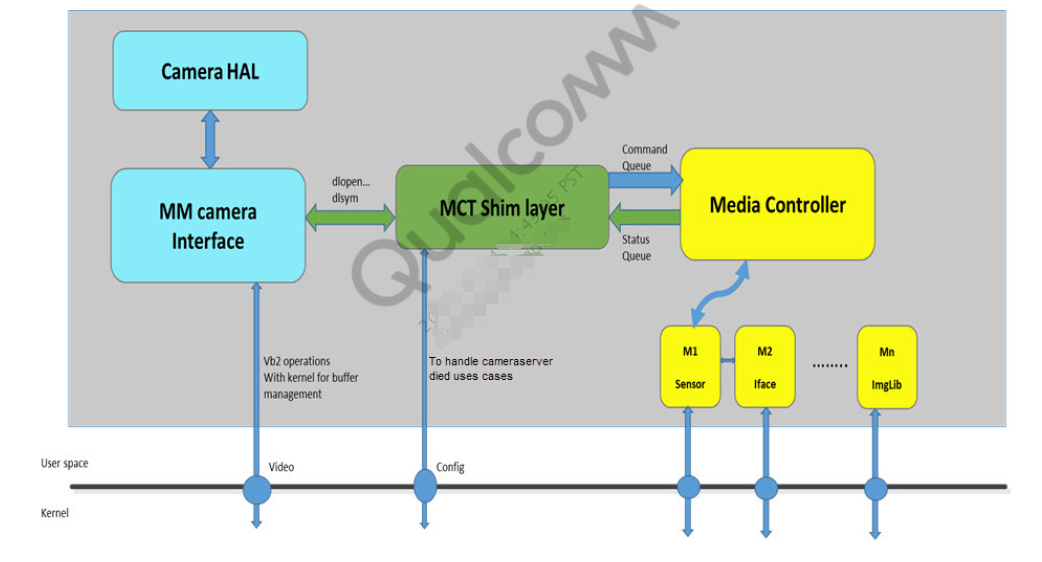 Camera HAL
MM camera
Interface
dlopen...
dlsym
MCT Shim layer
Command
Queue
Status
Queue
Media Controller
Qualcomm
PST
M1
Sensor
M2
Iface
........
Mn
ImgLib
Vb2 operations
With kernel for buffer
management
To handle cameraserver
died uses cases
User space
Video
Config
Kernel